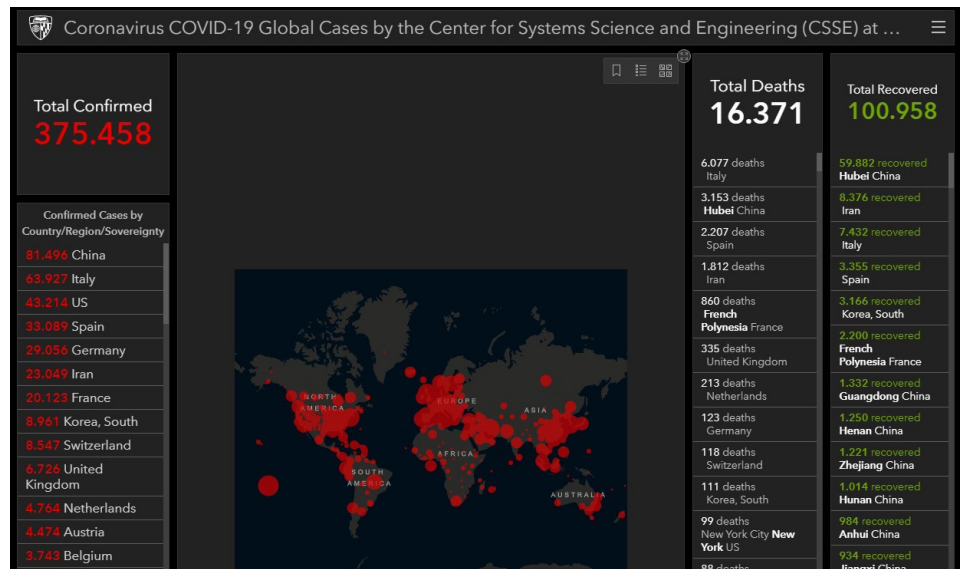 Coronavirus COVID-19 Global Cases by the Center for Systems Science and Engineering (CSSE) at ...
Total Confirmed
375.458
Confirmed Cases by
Country/Region/Sovereignty
81.496 China
63.927 Italy
43.214 US
33.089 Spain
29.056 Germany
23.049 Iran
20.123 France
8.961 Korea, South
8.547 Switzerland
6.726 United
Kingdom
4.764 Netherlands
4.474 Austria
3.743 Belgium
NORTH
AMERICA
EUROPE
ASIA
AFRICA
SOUTH
AMERICA
AUSTRALIA
Total Deaths
16.371
6.077 deaths
Italy
3.153 deaths
Hubei China
2.207 deaths
Spain
1.812 deaths
Iran
860 deaths
French
Polynesia France
335 deaths
United Kingdom
213 deaths
Netherlands
123 deaths
Germany
118 deaths
Switzerland
111 deaths
Korea, South
99 deaths
New York City New
York US
88 deaths
Total Recovered
100.958
59.882 recovered
Hubei China
8.376 recovered
Iran
7.432 recovered
Italy
3.355 recovered
Spain
3.166 recovered
Korea, South
2.200 recovered
French
Polynesia France
1.332 recovered
Guangdong China
1.250 recovered
Henan China
1.221 recovered
Zhejiang China
1.014 recovered
Hunan China
984 recovered
Anhui China
934 recovered
Jiangxi China